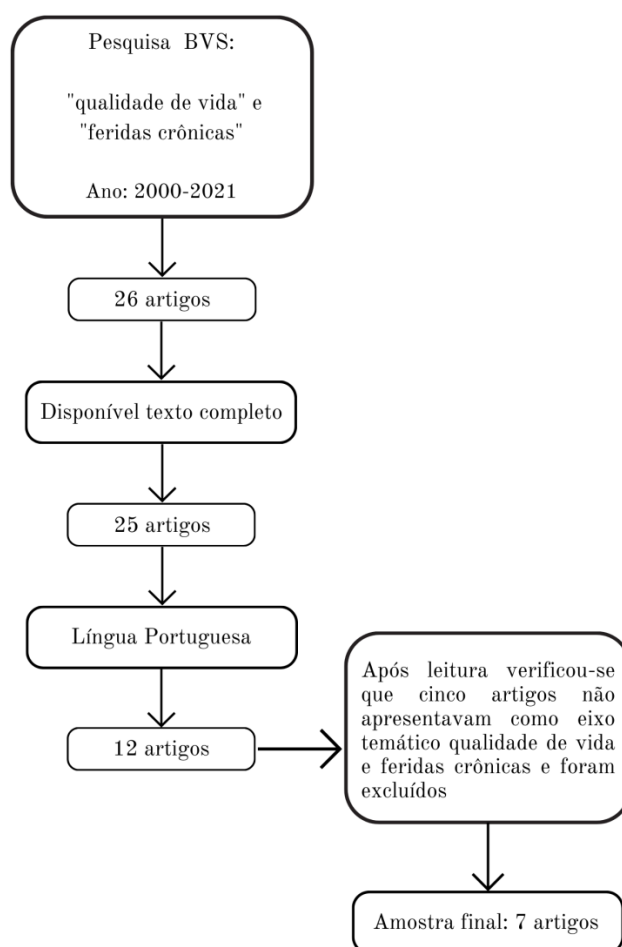 Pesquisa BVS:
"qualidade de vida" e
"feridas crônicas"
Ano: 2000-2021
26 artigos
Disponível texto completo
25 artigos
Língua Portuguesa
12 artigos
Após leitura verificou-se
que cinco artigos não
apresentavam como eixo
temático qualidade de vida
e feridas crônicas e foram
excluídos
Amostra final: 7 artigos